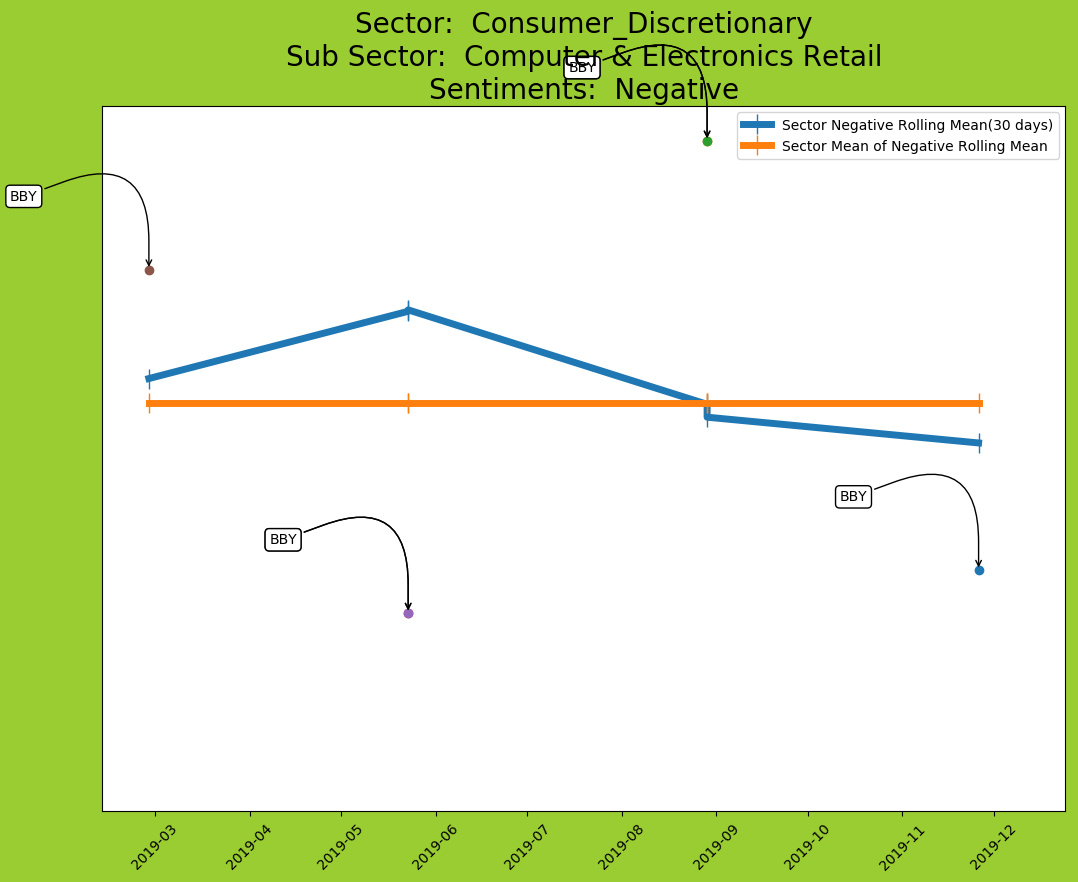 Sector:  Consumer_Discretionary
Sub Sector:  Computer & Electronics Retail
Sentiments:  Negative
BBY
Sector Negative Rolling Mean(30 days)
Sector Mean of Negative Rolling Mean
BBY
BBY
BBY
2019-03
2019-04
2019-05
2019-06
2019-07
2019-08
2019-09
2019-10
2019-11
2019-12